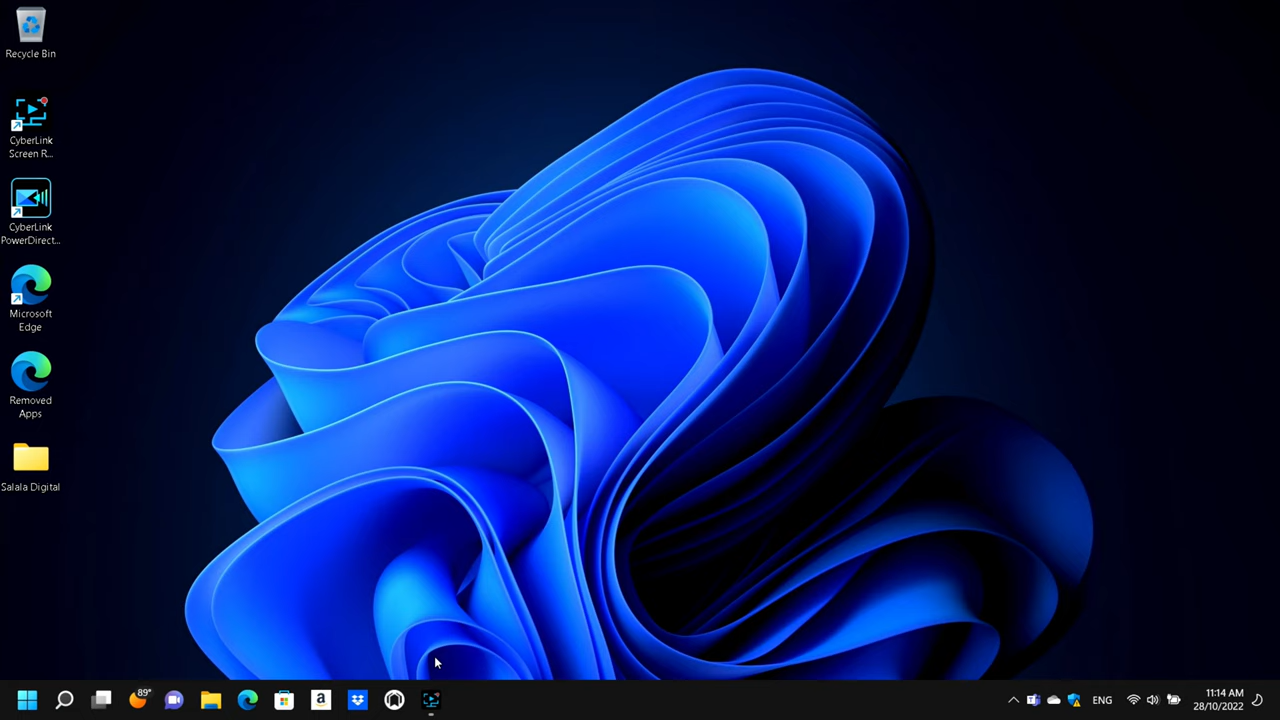 Recycle Bin
CyberLink
Screen R...
CyberLink
PowerDirect...
Microsoft
Edge
Removed
Apps
Salala Digital
89°
a
ENG
11:14 AM
28/10/2022